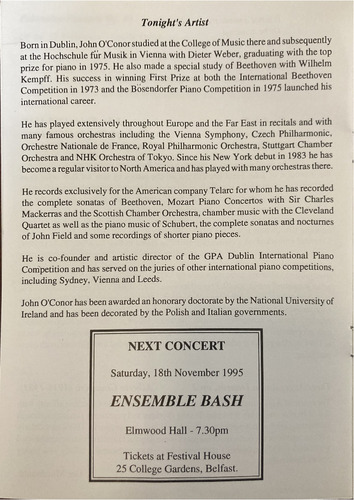 Tonight's Artist
Born in Dublin, John O'Conor studied at the College of Music there and subsequently
at the Hochschule für Musik in Vienna with Dieter Weber, graduating with the top
prize for piano in 1975. He also made a special study of Beethoven with Wilhelm
Kempff. His success in winning First Prize at both the International Beethoven
Competition in 1973 and the Bösendorfer Piano Competition in 1975 launched his
international career.
He has played extensively throughout Europe and the Far East in recitals and with
many famous orchestras including the Vienna Symphony, Czech Philharmonic,
Orchestre Nationale de France, Royal Philharmonic Orchestra, Stuttgart Chamber
Orchestra and NHK Orchestra of Tokyo. Since his New York debut in 1983 he has
become a regular visitor to North America and has played with many orchestras there.
He records exclusively for the American company Telarc for whom he has recorded
the complete sonatas of Beethoven, Mozart Piano Concertos with Sir Charles
Mackerras and the Scottish Chamber Orchestra, chamber music with the Cleveland
Quartet as well as the piano music of Schubert, the complete sonatas and nocturnes
of John Field and some recordings of shorter piano pieces.
He is co-founder and artistic director of the GPA Dublin International Piano
Competition and has served on the juries of other international piano competitions,
including Sydney, Vienna and Leeds.
John O'Conor has been awarded an honorary doctorate by the National University of
Ireland and has been decorated by the Polish and Italian governments.
NEXT CONCERT
Saturday, 18th November 1995
ENSEMBLE BASH
Elmwood Hall - 7.30pm
Tickets at Festival House
25 College Gardens, Belfast.